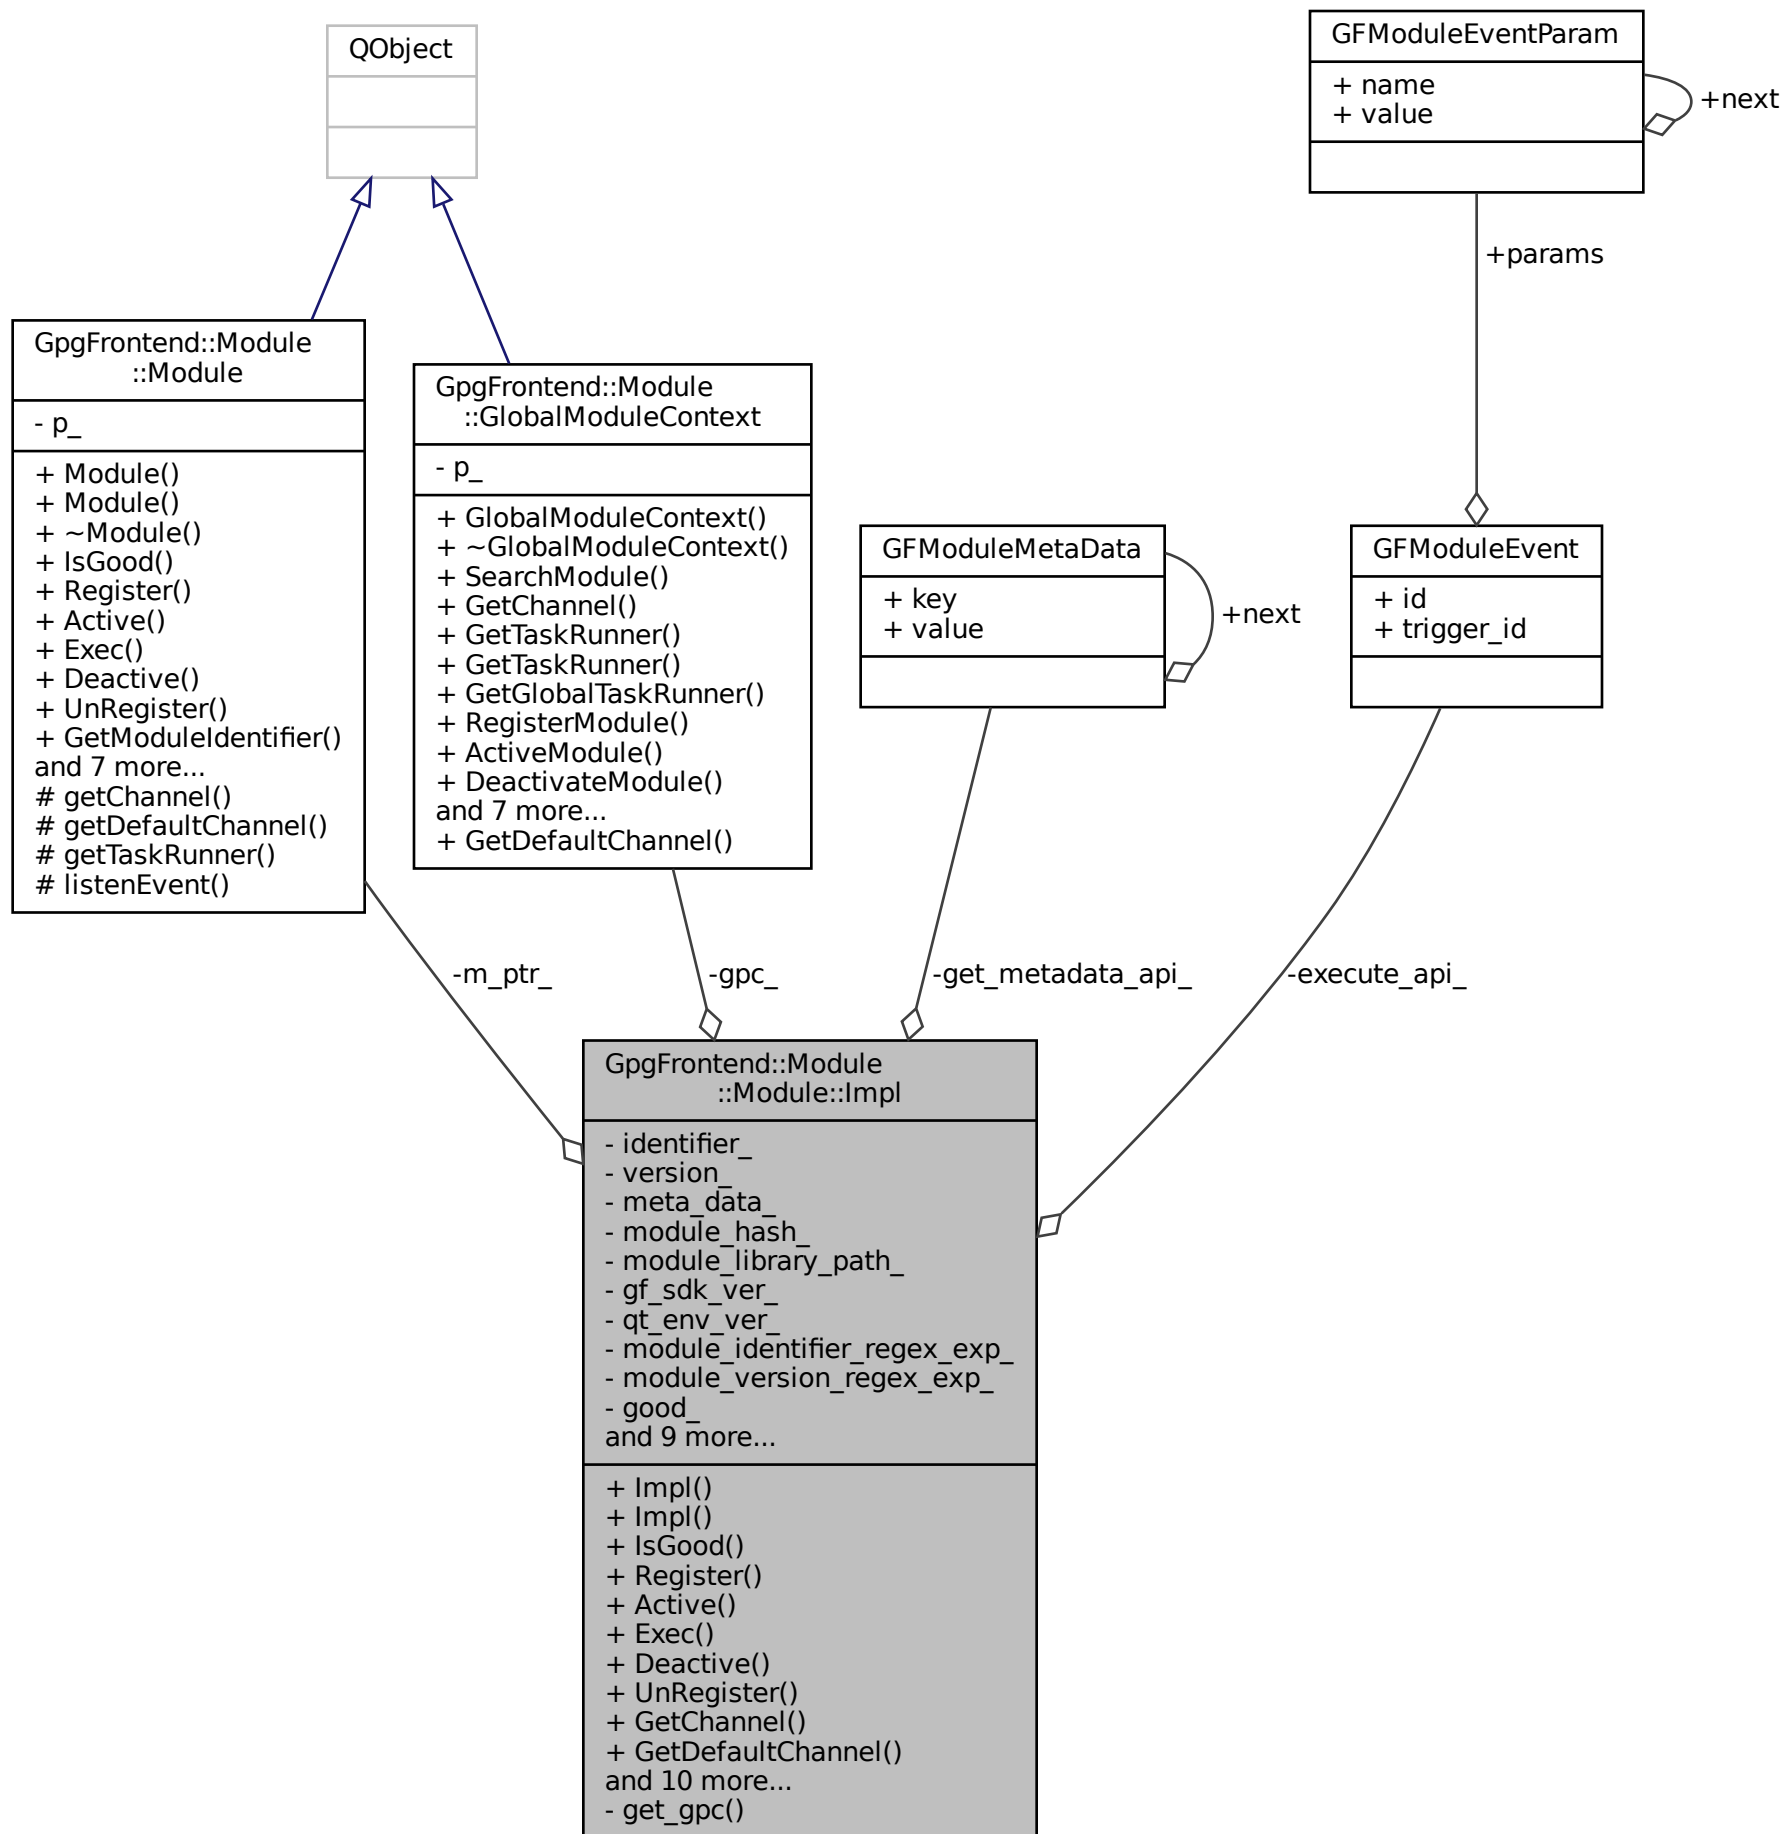 QObject
GFModuleEventParam
+ name
+ value
+next
+params
GpgFrontend::Module
::Module
- p_
+ Module()
+ Module()
+ ~Module()
+ IsGood()
+ Register()
+ Active()
+ Exec()
+ Deactive()
+ UnRegister()
+ GetModuleIdentifier()
and 7 more...
# getChannel()
# getDefaultChannel()
# getTaskRunner()
# listenEvent()
GpgFrontend::Module
::GlobalModuleContext
- p_
+ GlobalModuleContext()
+ ~GlobalModuleContext()
+ SearchModule()
+ GetChannel()
+ GetTaskRunner()
+ GetTaskRunner()
+ GetGlobalTaskRunner()
+ RegisterModule()
+ ActiveModule()
+ DeactivateModule()
and 7 more...
+ GetDefaultChannel()
GFModuleMetaData
+ key
+ value
+next
GFModuleEvent
+ id
+ trigger_id
-m_ptr_
-gpc_
-get_metadata_api_
-execute_api_
GpgFrontend::Module
::Module::Impl
- identifier_
- version_
- meta_data_
- module_hash_
- module_library_path_
- gf_sdk_ver_
- qt_env_ver_
- module_identifier_regex_exp_
- module_version_regex_exp_
- good_
and 9 more...
+ Impl()
+ Impl()
+ IsGood()
+ Register()
+ Active()
+ Exec()
+ Deactive()
+ UnRegister()
+ GetChannel()
+ GetDefaultChannel()
and 10 more...
- get_gpc()